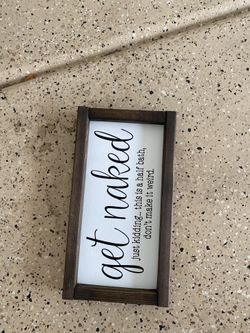 get naked
just kidding...this is a half bath,
don't make it weird.